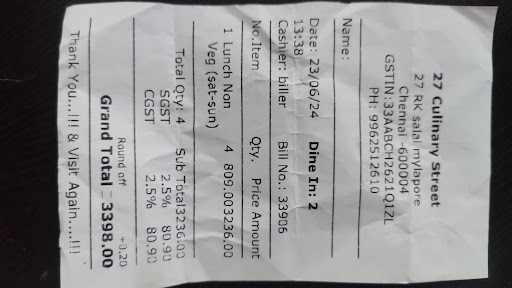 27 Culinary Street
27 RK salai mylapore
Chennai -600004
GSTIN:33AABCH2621Q1ZL
PH: 9962512610
Name:
Date: 23/06/24 Dine In: 2
13:38
Cashier: biller Bill No.: 33906
No.Item Qty. Price Amount
1 Lunch Non 4 809.003236.00
Veg (sat-sun)
Total Qty: 4 Sub Total3236.00
SGST 2.5% 80.90
CGST 2.5% 80.90
Round off +0.20
Grand Total 3398.00
Thank You...!!! & Visit Again....!!!